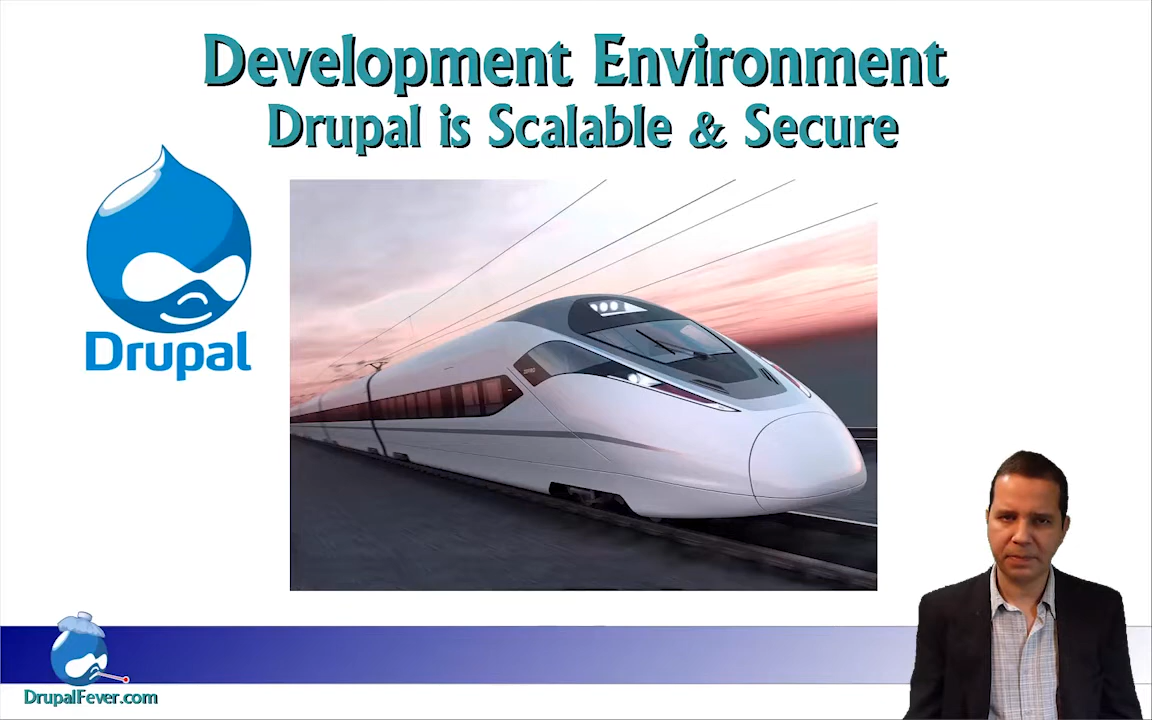 Development Environment
Drupal is Scalable & Secure
Drupal
DrupalFever.com